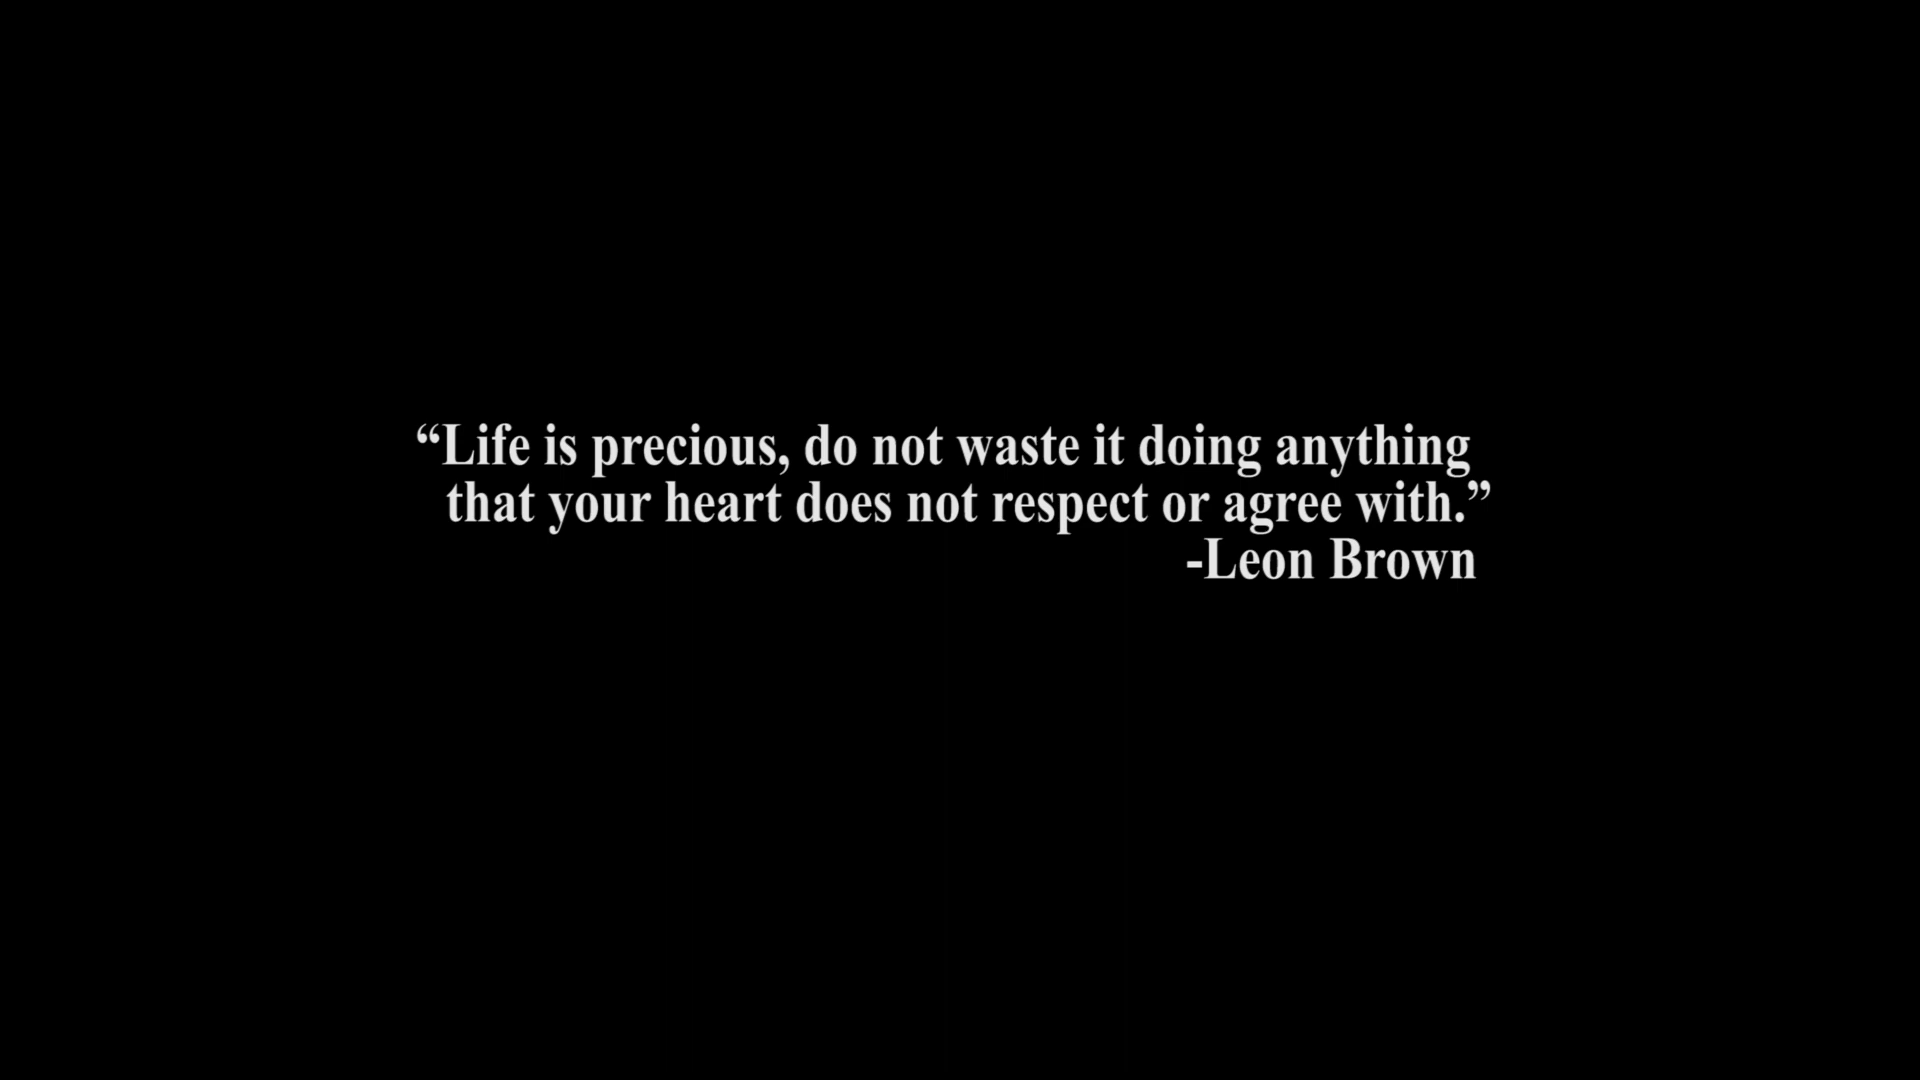 “Life is precious, do not waste it doing anything
that your heart does not respect or agree with.”
-Leon Brown